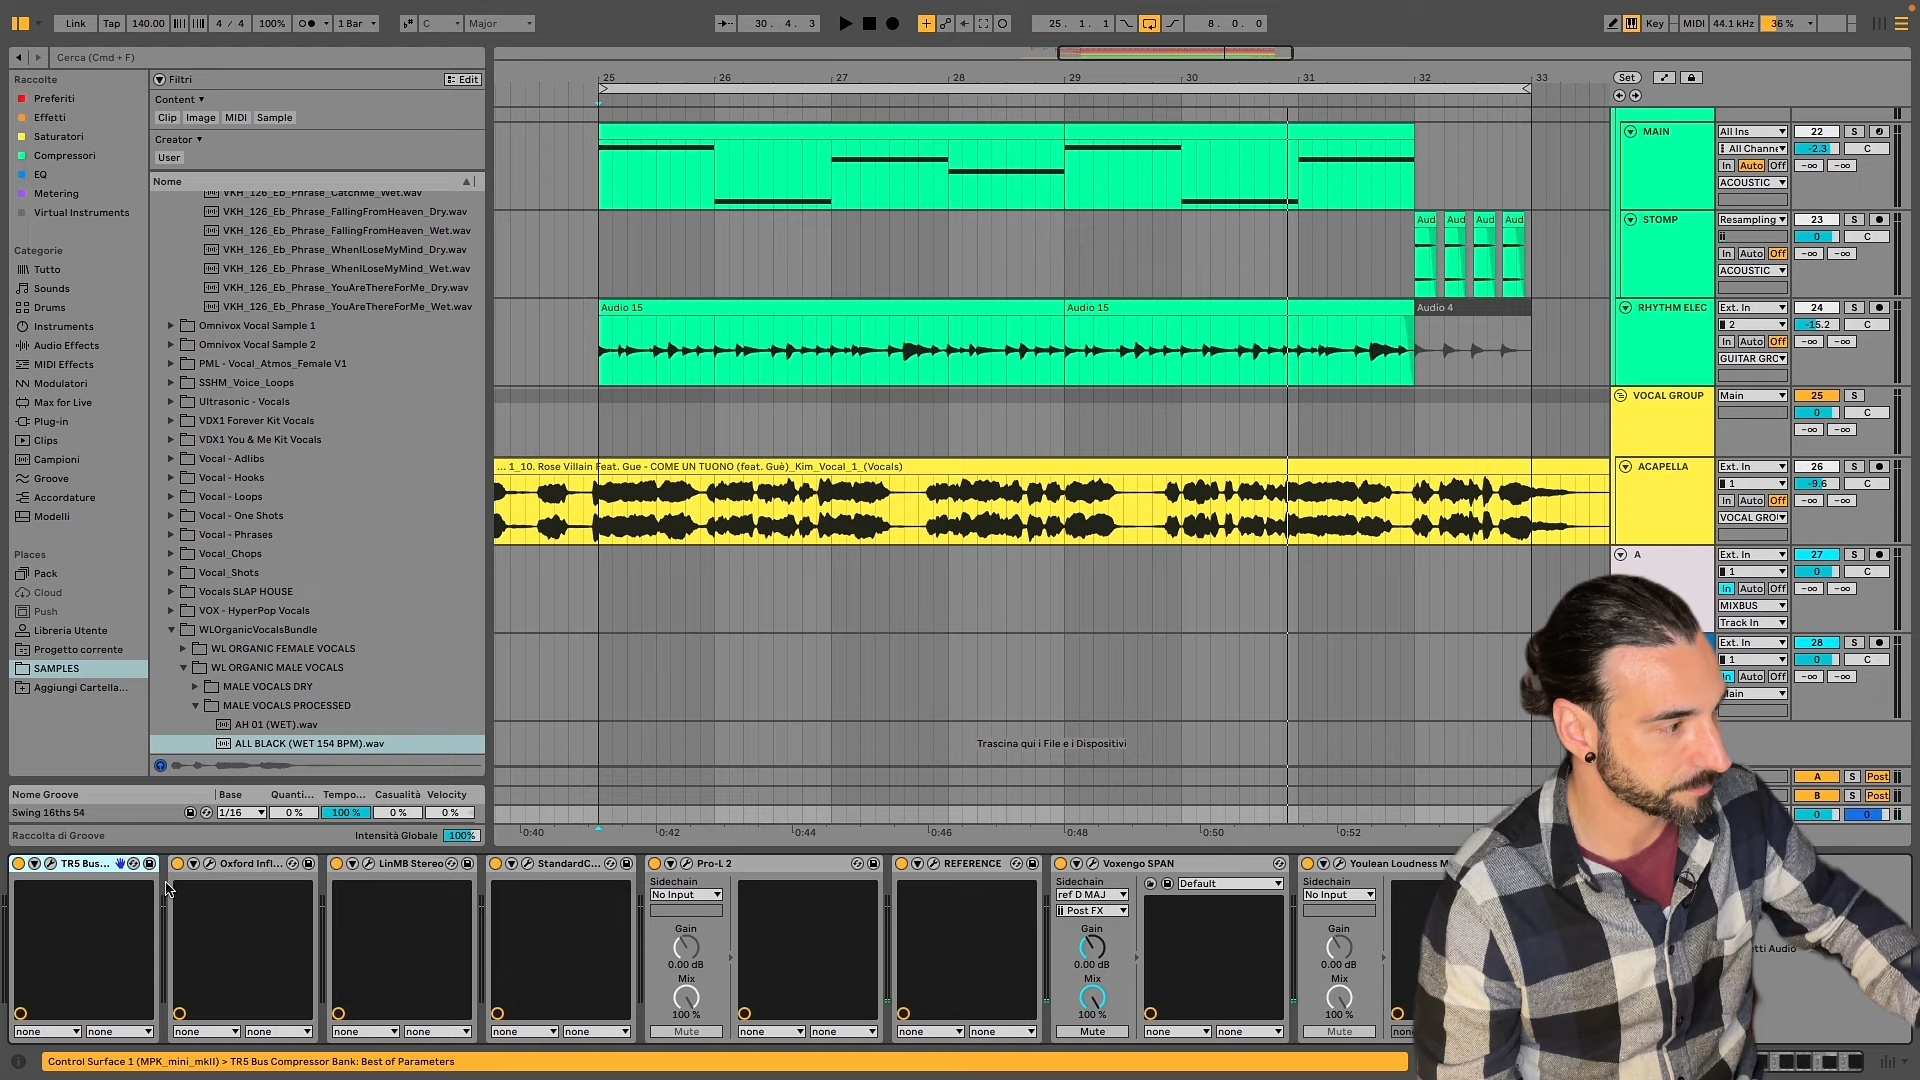 Link Tap 140.00 4 / 4 100% 1 Bar C Major 30 . 4 . 3 25 . 1 . 1 8 . 0 . 0 Key MIDI 44.1 kHz 36 %
Cerca (Cmd + F)
Raccolte
Preferiti
Effetti
Saturatori
Compressori
EQ
Metering
Virtual Instruments
Categorie
Tutto
Sounds
Drums
Instruments
Audio Effects
MIDI Effects
Modulatori
Max for Live
Plug-in
Clips
Campioni
Groove
Accordature
Modelli
Places
Pack
Cloud
Push
Libreria Utente
Progetto corrente
SAMPLES
Aggiungi Cartella...
Filtri Edit
Content
Clip Image MIDI Sample
Creator
User
Name
VKH_126_Eb_Phrase_CatchMe_Wet.wav
VKH_126_Eb_Phrase_FallingFromHeaven_Dry.wav
VKH_126_Eb_Phrase_FallingFromHeaven_Wet.wav
VKH_126_Eb_Phrase_WhenILoseMyMind_Dry.wav
VKH_126_Eb_Phrase_WhenILoseMyMind_Wet.wav
VKH_126_Eb_Phrase_YouAreThereForMe_Dry.wav
VKH_126_Eb_Phrase_YouAreThereForMe_Wet.wav
Omnivox Vocal Sample 1
Omnivox Vocal Sample 2
PML - Vocal_Atmos_Female V1
SSHM_Voice_Loops
Ultrasonic - Vocals
VDX1 Forever Kit Vocals
VDX1 You & Me Kit Vocals
Vocal - Adlibs
Vocal - Hooks
Vocal - Loops
Vocal - One Shots
Vocal - Phrases
Vocal_Chops
Vocal_Shots
Vocals SLAP HOUSE
VOX - HyperPop Vocals
WLOrganicVocalsBundle
WL ORGANIC FEMALE VOCALS
WL ORGANIC MALE VOCALS
MALE VOCALS DRY
MALE VOCALS PROCESSED
AH 01 (WET).wav
ALL BLACK (WET 154 BPM).wav
Nome Groove Base Quanti... Tempo... Casualità Velocity
Swing 16ths 54 1/16 0 % 100 % 0 % 0 %
Raccolta di Groove Intensità Globale 100%
25 26 27 28 29 30 31 32 33 Set
MAIN All Ins 22 S
All Channe -2.3 C
In Auto Off -∞ -∞
ACOUSTIC
Aud Aud Aud Aud STOMP Resampling 23 S
0 C
In Auto Off -∞ -∞
ACOUSTIC
Audio 15 Audio 15 Audio 4 RHYTHM ELEC Ext. In 24 S
2 -15.2 C
In Auto Off -∞ -∞
GUITAR GRC
VOCAL GROUP Main 25 S
0 C
-∞ -∞
... 1_10. Rose Villain Feat. Gue - COME UN TUONO (feat. Guè)_Kim_Vocal_1_(Vocals) ACAPELLA Ext. In 26 S
1 -9.6 C
In Auto Off -∞ -∞
VOCAL GROU
A Ext. In 27 S
1 0 C
In Auto Off -∞ -∞
MIXBUS
Track In
Ext. In 28 S
1 0 C
In Auto Off -∞ -∞
Main
Trascina qui i File e i Dispositivi
A S Post
B S Post
0 0
0:40 0:42 0:44 0:46 0:48 0:50 0:52
TR5 Bus... Oxford Infl... LinMB Stereo StandardC... Pro-L 2 REFERENCE Voxengo SPAN Youlean Loudness M
Sidechain
No Input
Gain
0.00 dB
Mix
100 %
Mute
Sidechain
ref D MAJ
Post FX
Gain
0.00 dB
Mix
100 %
Mute
Default
Sidechain
No Input
Gain
0.00 dB
Mix
100 %
Mute
tti Audio
none none none none none none none none none none none none none none
Control Surface 1 (MPK_mini_mkII) > TR5 Bus Compressor Bank: Best of Parameters